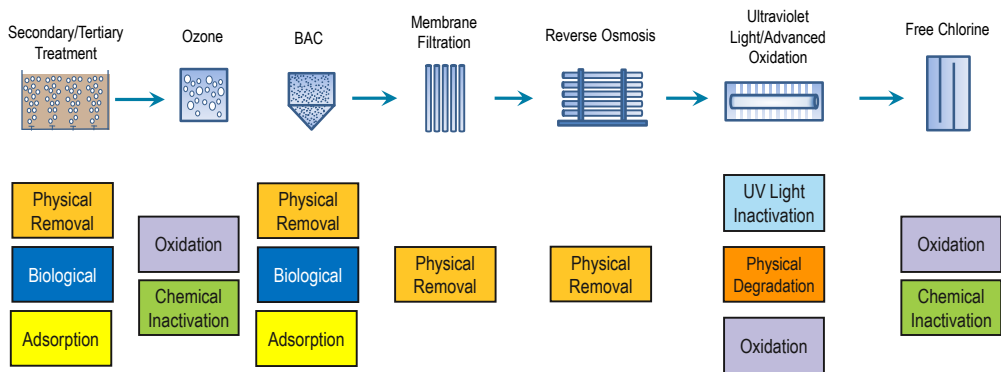 Secondary/Tertiary
Treatment
Ozone
BAC
Membrane
Filtration
Reverse Osmosis
Ultraviolet
Light/Advanced
Oxidation
Free Chlorine
Physical
Removal
Biological
Adsorption
Oxidation
Chemical
Inactivation
Physical
Removal
Biological
Adsorption
Physical
Removal
Physical
Removal
UV Light
Inactivation
Physical
Degradation
Oxidation
Oxidation
Chemical
Inactivation